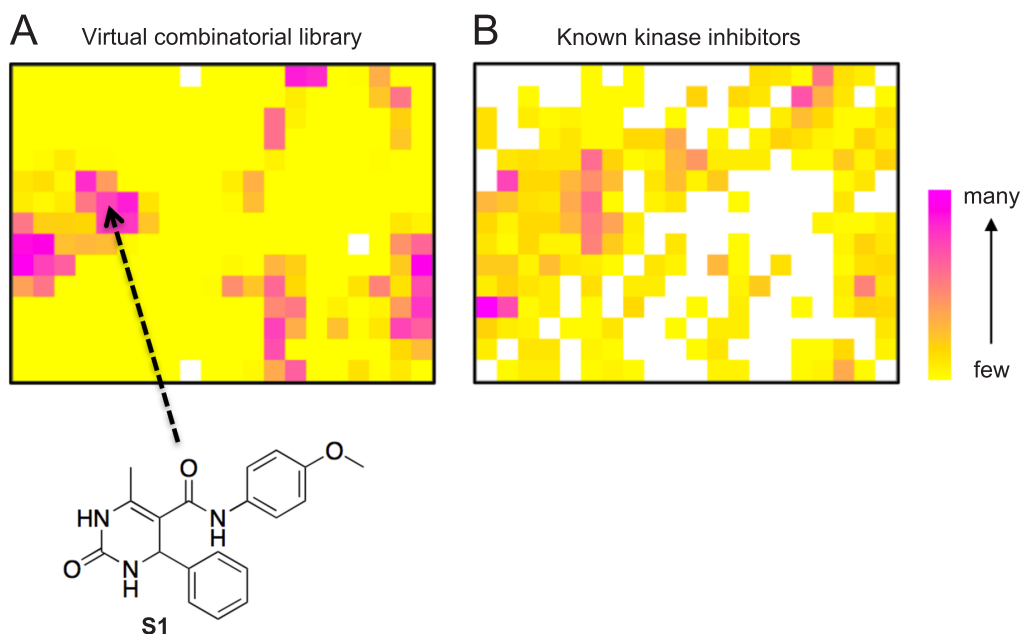 A
Virtual combinatorial library
B
Known kinase inhibitors
many
few
O
O
HN
N
H
O
N
H
S1